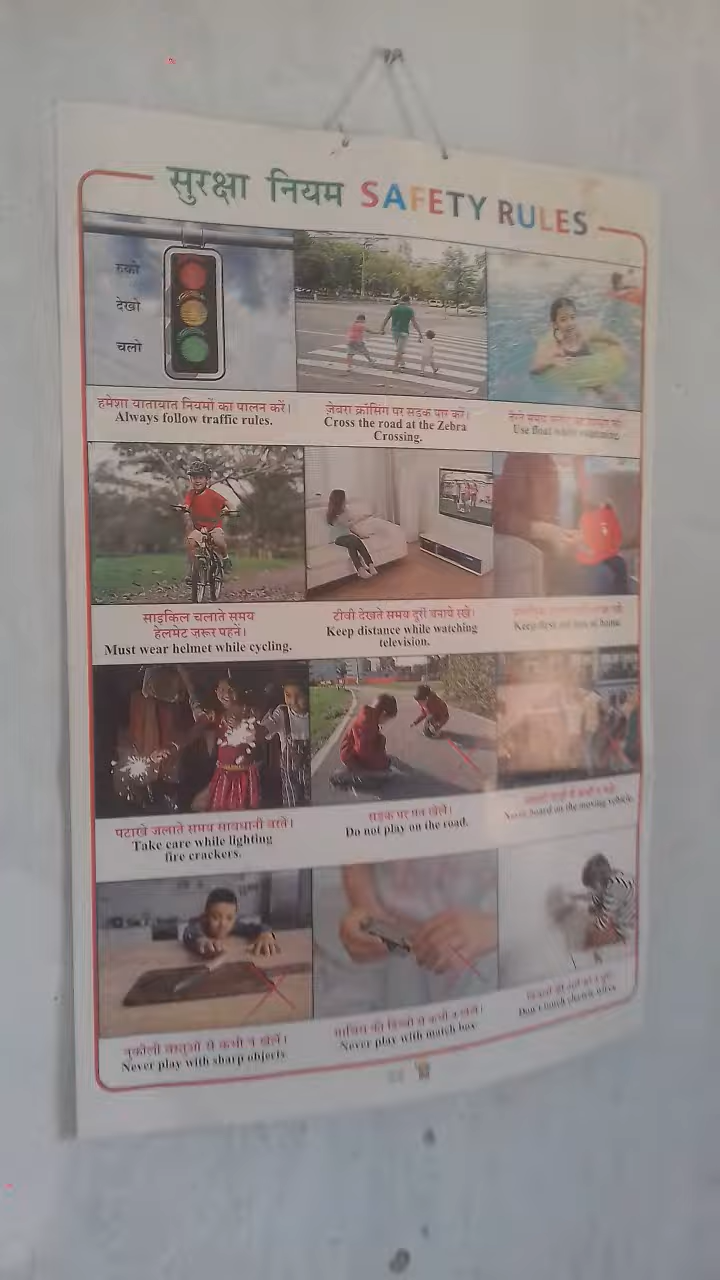 सुरक्षा नियम SAFETY RULES
रुको
देखो
चलो
हमेशा यातायात नियमों का पालन करें।
Always follow traffic rules.
ज़ेबरा क्रॉसिंग पर सड़क पार करें।
Cross the road at the Zebra
Crossing.
Use float while swimming.
साइकिल चलाते समय
हेलमेट ज़रूर पहनें।
Must wear helmet while cycling.
टीवी देखते समय दूरी बनाये रखें।
Keep distance while watching
television.
Keep first aid box at home.
पटाखे जलाते समय सावधानी बरतें।
Take care while lighting
fire crackers.
सड़क पर मत खेलें।
Do not play on the road.
Never board on the moving vehicle.
नुकीली वस्तुओं से कभी न खेलें।
Never play with sharp objects
माचिस की डिब्बी से कभी न खेलें।
Never play with match box
Don't touch electric wires